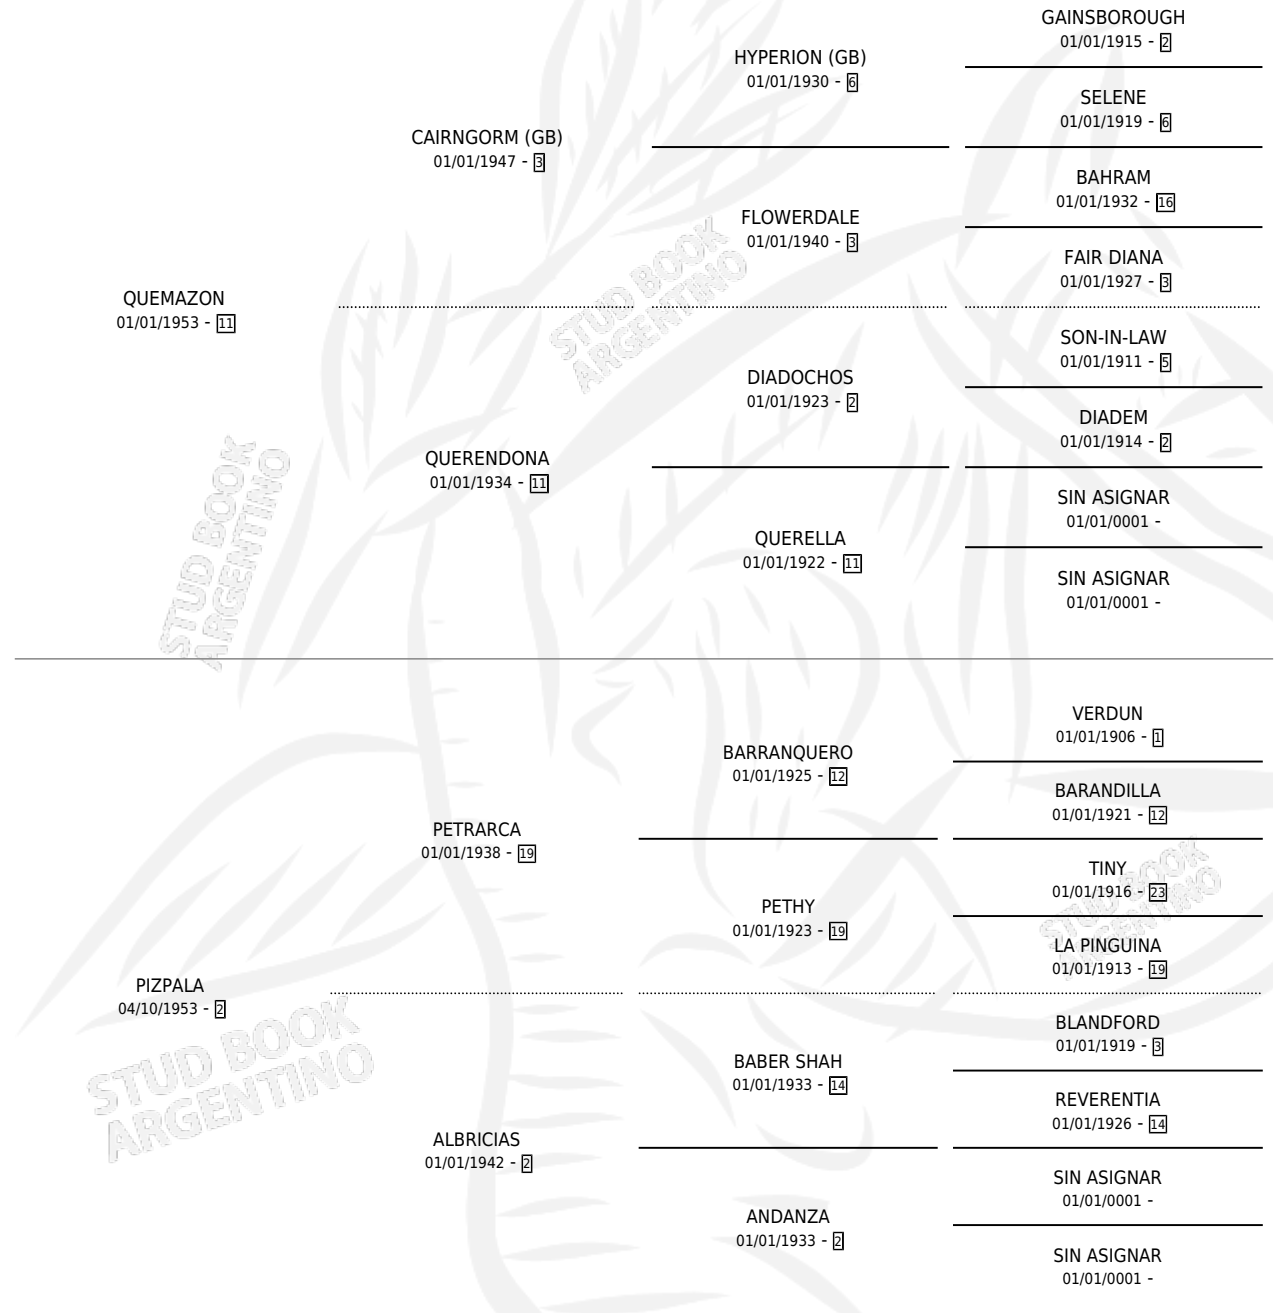 GAINSBOROUGH
01/01/1915 - 2
HYPERION (GB)
01/01/1930 - 6
SELENE
01/01/1919 - 6
CAIRNGORM (GB)
01/01/1947 - 3
BAHRAM
01/01/1932 - 16
FLOWERDALE
01/01/1940 - 3
FAIR DIANA
01/01/1927 - 3
STUD BOOK
ARGENTINO
QUEMAZON
01/01/1953 - 11
SON-IN-LAW
01/01/1911 - 5
DIADOCHOS
01/01/1923 - 2
DIADEM
01/01/1914 - 2
QUERENDONA
01/01/1934 - 11
SIN ASIGNAR
01/01/0001 -
QUERELLA
01/01/1922 - 11
SIN ASIGNAR
01/01/0001 -
STUD BOOK
ARGENTINO
VERDUN
01/01/1906 - 1
BARRANQUERO
01/01/1925 - 12
BARANDILLA
01/01/1921 - 12
PETRARCA
01/01/1938 - 19
TINY
01/01/1916 - 23
PETHY
01/01/1923 - 19
LA PINGUINA
01/01/1913 - 19
STUD BOOK
ARGENTINO
PIZPALA
04/10/1953 - 2
BLANDFORD
01/01/1919 - 3
BABER SHAH
01/01/1933 - 14
REVERENTIA
01/01/1926 - 14
STUD BOOK
ARGENTINO
ALBRICIAS
01/01/1942 - 2
SIN ASIGNAR
01/01/0001 -
ANDANZA
01/01/1933 - 2
SIN ASIGNAR
01/01/0001 -